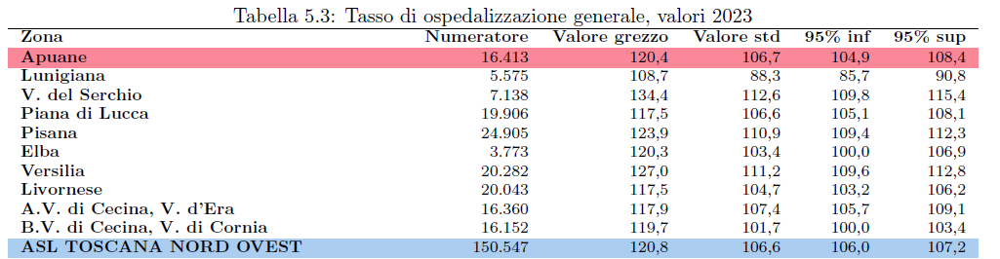 Tabella 5.3: Tasso di ospedalizzazione generale, valori 2023
Zona Numeratore Valore grezzo Valore std 95% inf 95% sup
Apuane 16.413 120,4 106,7 104,9 108,4
Lunigiana 5.575 108,7 88,3 85,7 90,8
V. del Serchio 7.138 134,4 112,6 109,8 115,4
Piana di Lucca 19.906 117,5 106,6 105,1 108,1
Pisana 24.905 123,9 110,9 109,4 112,3
Elba 3.773 120,3 103,4 100,0 106,9
Versilia 20.282 127,0 111,2 109,6 112,8
Livornese 20.043 117,5 104,7 103,2 106,2
A.V. di Cecina, V. d'Era 16.360 117,9 107,4 105,7 109,1
B.V. di Cecina, V. di Cornia 16.152 119,7 101,7 100,0 103,4
ASL TOSCANA NORD OVEST 150.547 120,8 106,6 106,0 107,2